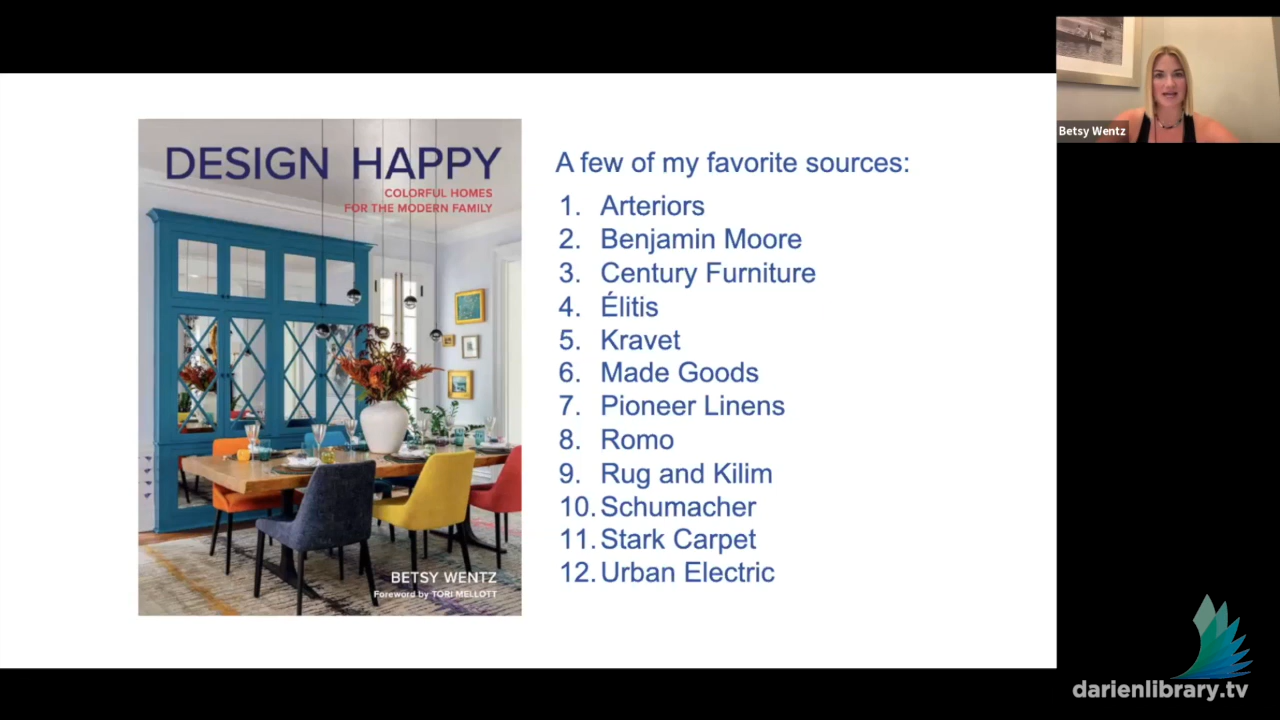 DESIGN HAPPY
COLORFUL HOMES
FOR THE MODERN FAMILY
BETSY WENTZ
Foreword by TORI MELLOTT
A few of my favorite sources:
1. Arteriors
2. Benjamin Moore
3. Century Furniture
4. Élitis
5. Kravet
6. Made Goods
7. Pioneer Linens
8. Romo
9. Rug and Kilim
10. Schumacher
11. Stark Carpet
12. Urban Electric
Betsy Wentz
darienlibrary.tv